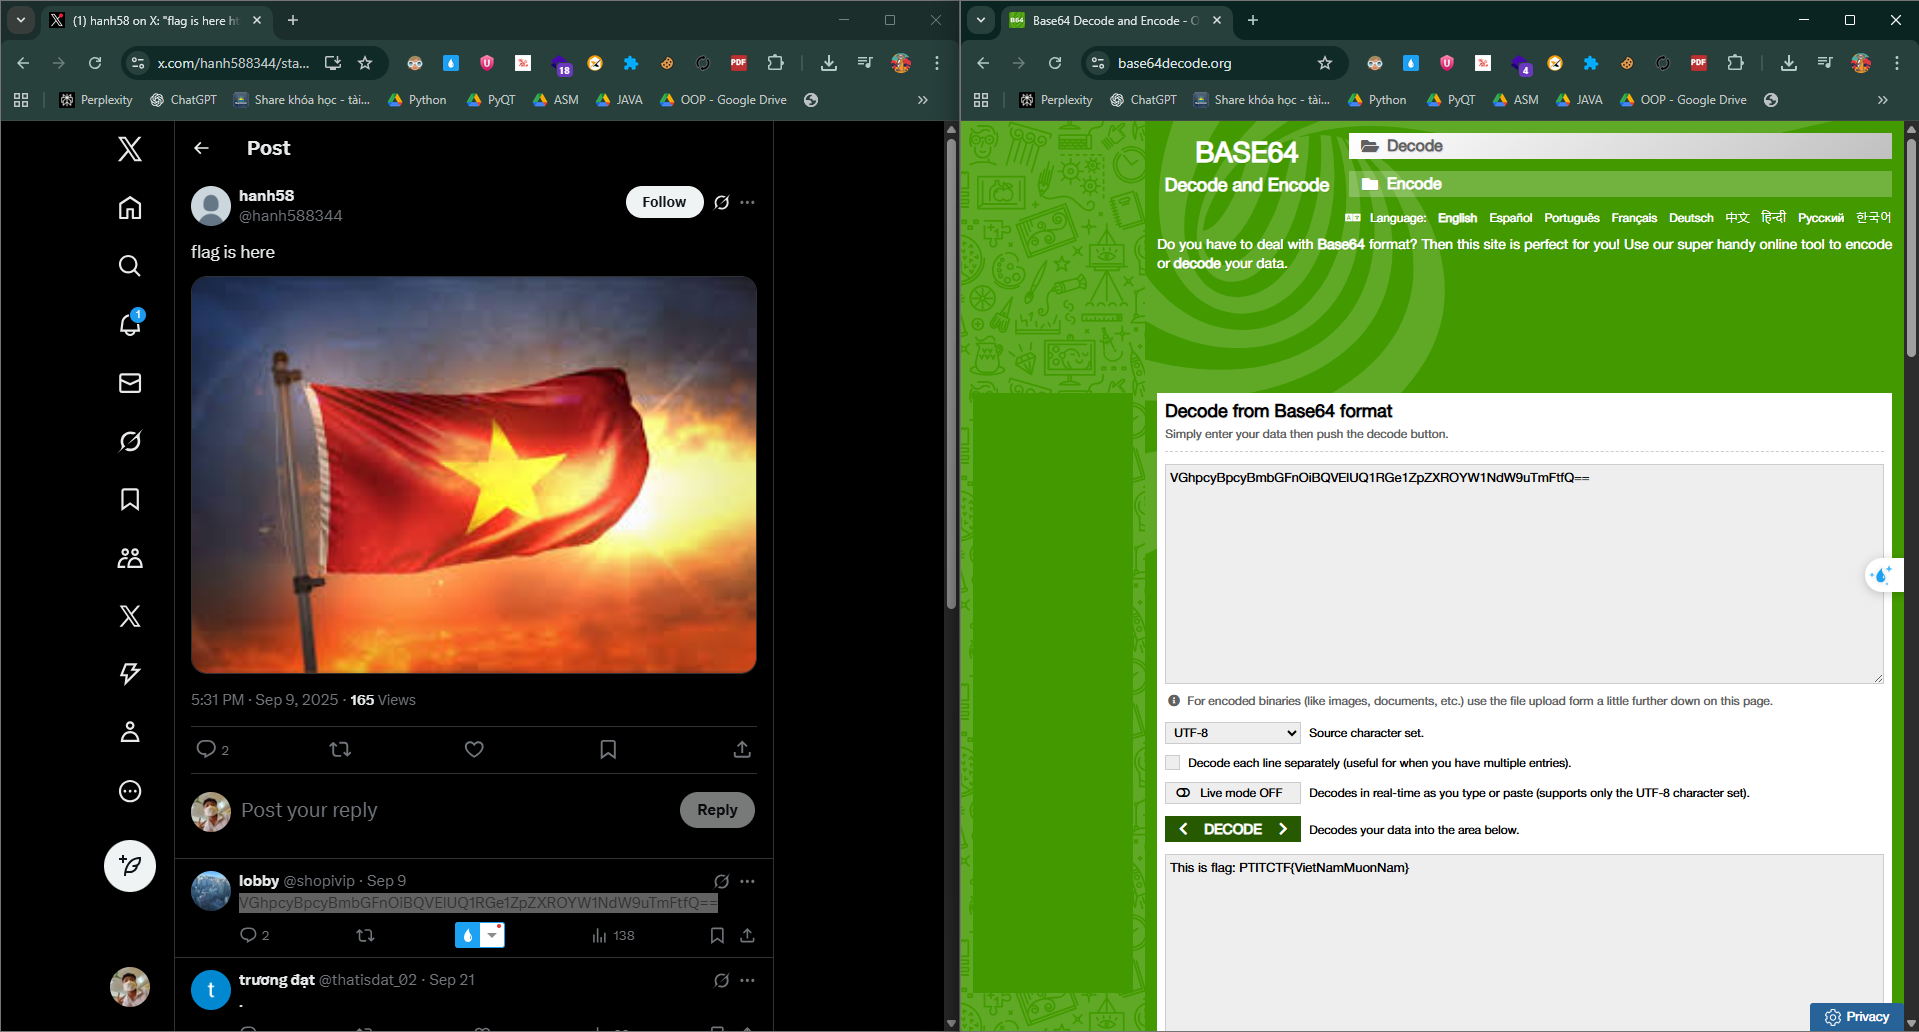 (1) hanh58 on X: "flag is here ht
x.com/hanh588344/sta...
18
PDF
Perplexity
ChatGPT
Share khóa học - tài...
Python
PyQT
ASM
JAVA
OOP - Google Drive
Post
hanh58
@hanh588344
Follow
flag is here
1
5:31 PM · Sep 9, 2025 · 165 Views
2
Post your reply
Reply
lobby @shopivip · Sep 9
VGhpcyBpcyBmbGFnOiBQVElUQ1RGe1ZpZXROYW1NdW9uTmFtfQ==
2
138
t
trương đạt @thatisdat_02 · Sep 21
.
B64
Base64 Decode and Encode - O
base64decode.org
4
PDF
Perplexity
ChatGPT
Share khóa học - tài...
Python
PyQT
ASM
JAVA
OOP - Google Drive
BASE64
Decode and Encode
Decode
Encode
Language: English Español Português Français Deutsch 中文 हिन्दी Русский 한국어
Do you have to deal with Base64 format? Then this site is perfect for you! Use our super handy online tool to encode
or decode your data.
Decode from Base64 format
Simply enter your data then push the decode button.
VGhpcyBpcyBmbGFnOiBQVElUQ1RGe1ZpZXROYW1NdW9uTmFtfQ==
For encoded binaries (like images, documents, etc.) use the file upload form a little further down on this page.
UTF-8
Source character set.
Decode each line separately (useful for when you have multiple entries).
Live mode OFF
Decodes in real-time as you type or paste (supports only the UTF-8 character set).
DECODE
Decodes your data into the area below.
This is flag: PTITCTF{VietNamMuonNam}
Privacy